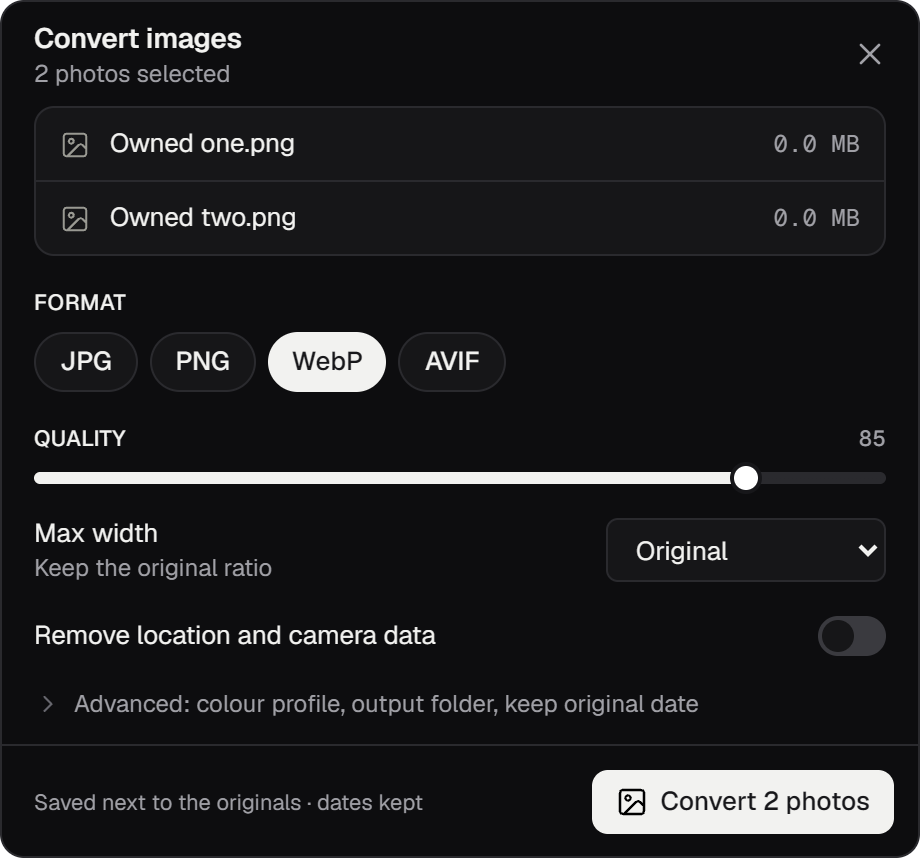 Convert images
2 photos selected
Owned one.png 0.0 MB
Owned two.png 0.0 MB
FORMAT
JPG PNG WebP AVIF
QUALITY 85
Max width
Keep the original ratio
Original
Remove location and camera data
Advanced: colour profile, output folder, keep original date
Saved next to the originals · dates kept
Convert 2 photos